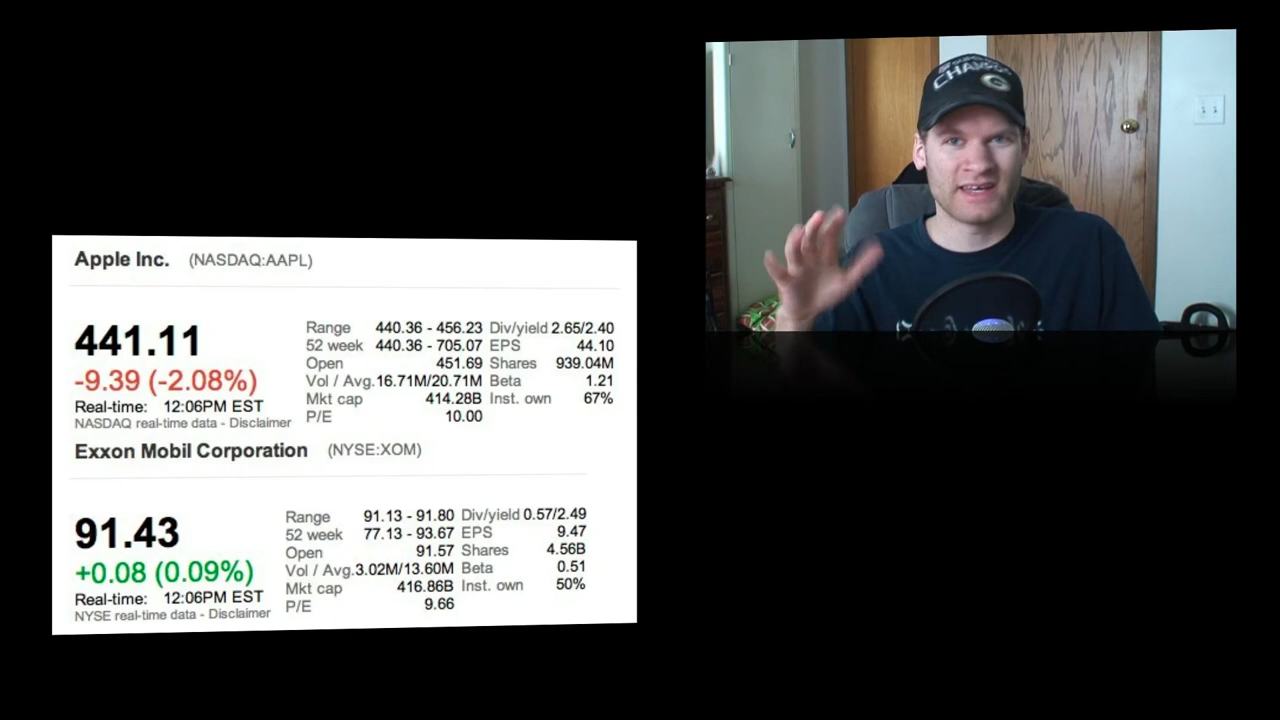 CHAMPS
G
Apple Inc. (NASDAQ:AAPL)
441.11
-9.39 (-2.08%)
Real-time: 12:06PM EST
NASDAQ real-time data - Disclaimer
Range 440.36 - 456.23 Div/yield 2.65/2.40
52 week 440.36 - 705.07 EPS 44.10
Open 451.69 Shares 939.04M
Vol / Avg. 16.71M/20.71M Beta 1.21
Mkt cap 414.28B Inst. own 67%
P/E 10.00
Exxon Mobil Corporation (NYSE:XOM)
91.43
+0.08 (0.09%)
Real-time: 12:06PM EST
NYSE real-time data - Disclaimer
Range 91.13 - 91.80 Div/yield 0.57/2.49
52 week 77.13 - 93.67 EPS 9.47
Open 91.57 Shares 4.56B
Vol / Avg. 3.02M/13.60M Beta 0.51
Mkt cap 416.86B Inst. own 50%
P/E 9.66